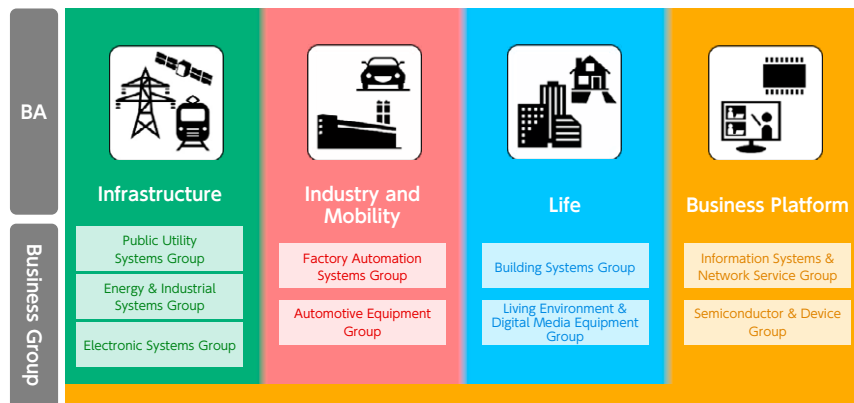 BA
Infrastructure
Industry and
Mobility
Life
Business Platform
Business Group
Public Utility
Systems Group
Energy & Industrial
Systems Group
Electronic Systems Group
Factory Automation
Systems Group
Automotive Equipment
Group
Building Systems Group
Living Environment &
Digital Media Equipment
Group
Information Systems &
Network Service Group
Semiconductor & Device
Group